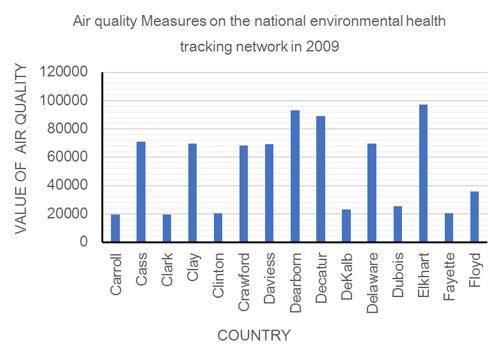 Air quality Measures on the national environmental health
tracking network in 2009
VALUE OF AIR QUALITY
120000
100000
80000
60000
40000
20000
0
Carroll
Cass
Clark
Clay
Clinton
Crawford
Daviess
Dearborn
Decatur
DeKalb
Delaware
Dubois
Elkhart
Fayette
Floyd
COUNTRY